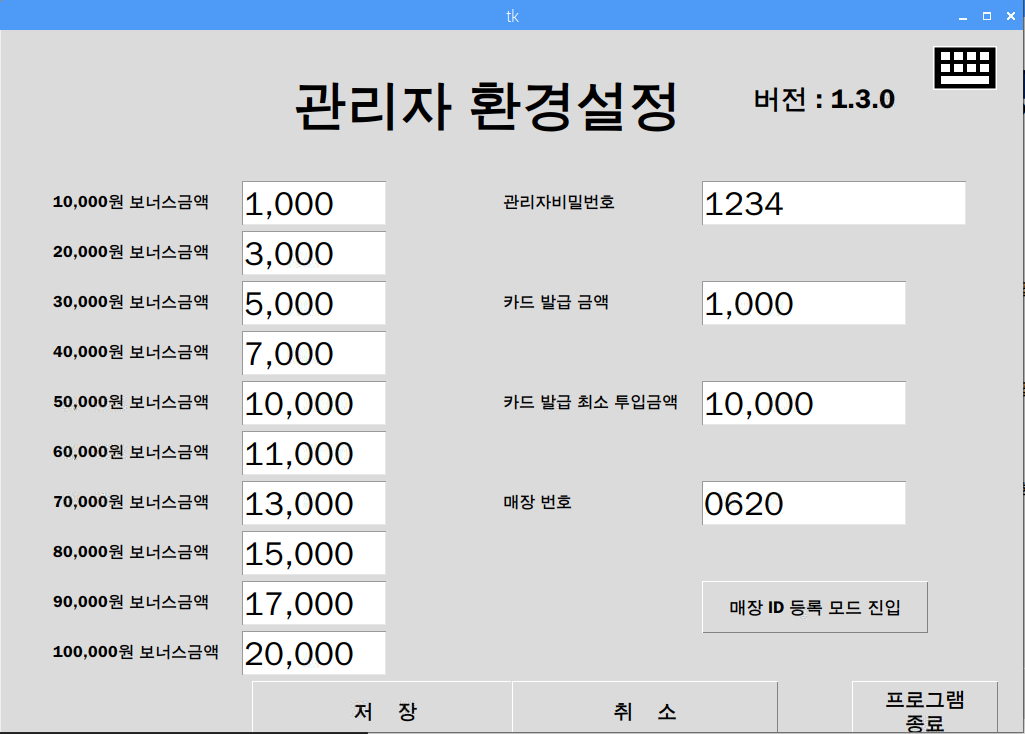 tk
관리자 환경설정
버전 : 1.3.0
10,000원 보너스금액 1,000 관리자비밀번호 1234
20,000원 보너스금액 3,000
30,000원 보너스금액 5,000 카드 발급 금액 1,000
40,000원 보너스금액 7,000
50,000원 보너스금액 10,000 카드 발급 최소 투입금액 10,000
60,000원 보너스금액 11,000
70,000원 보너스금액 13,000 매장 번호 0620
80,000원 보너스금액 15,000
90,000원 보너스금액 17,000 매장 ID 등록 모드 진입
100,000원 보너스금액 20,000
저 장 취 소 프로그램
종료